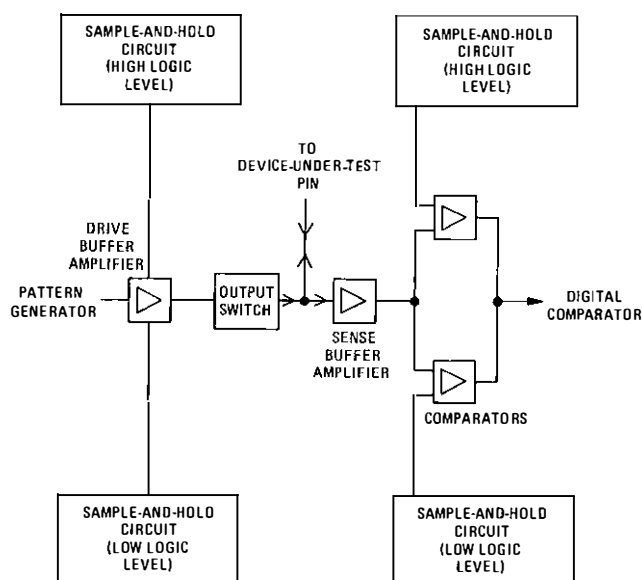 SAMPLE-AND-HOLD
CIRCUIT
(HIGH LOGIC
LEVEL)
SAMPLE-AND-HOLD
CIRCUIT
(HIGH LOGIC
LEVEL)
TO
DEVICE-UNDER-TEST
PIN
DRIVE
BUFFER
AMPLIFIER
PATTERN
GENERATOR
OUTPUT
SWITCH
SENSE
BUFFER
AMPLIFIER
DIGITAL
COMPARATOR
COMPARATORS
SAMPLE-AND-HOLD
CIRCUIT
(LOW LOGIC
LEVEL)
SAMPLE-AND-HOLD
CIRCUIT
(LOW LOGIC
LEVEL)